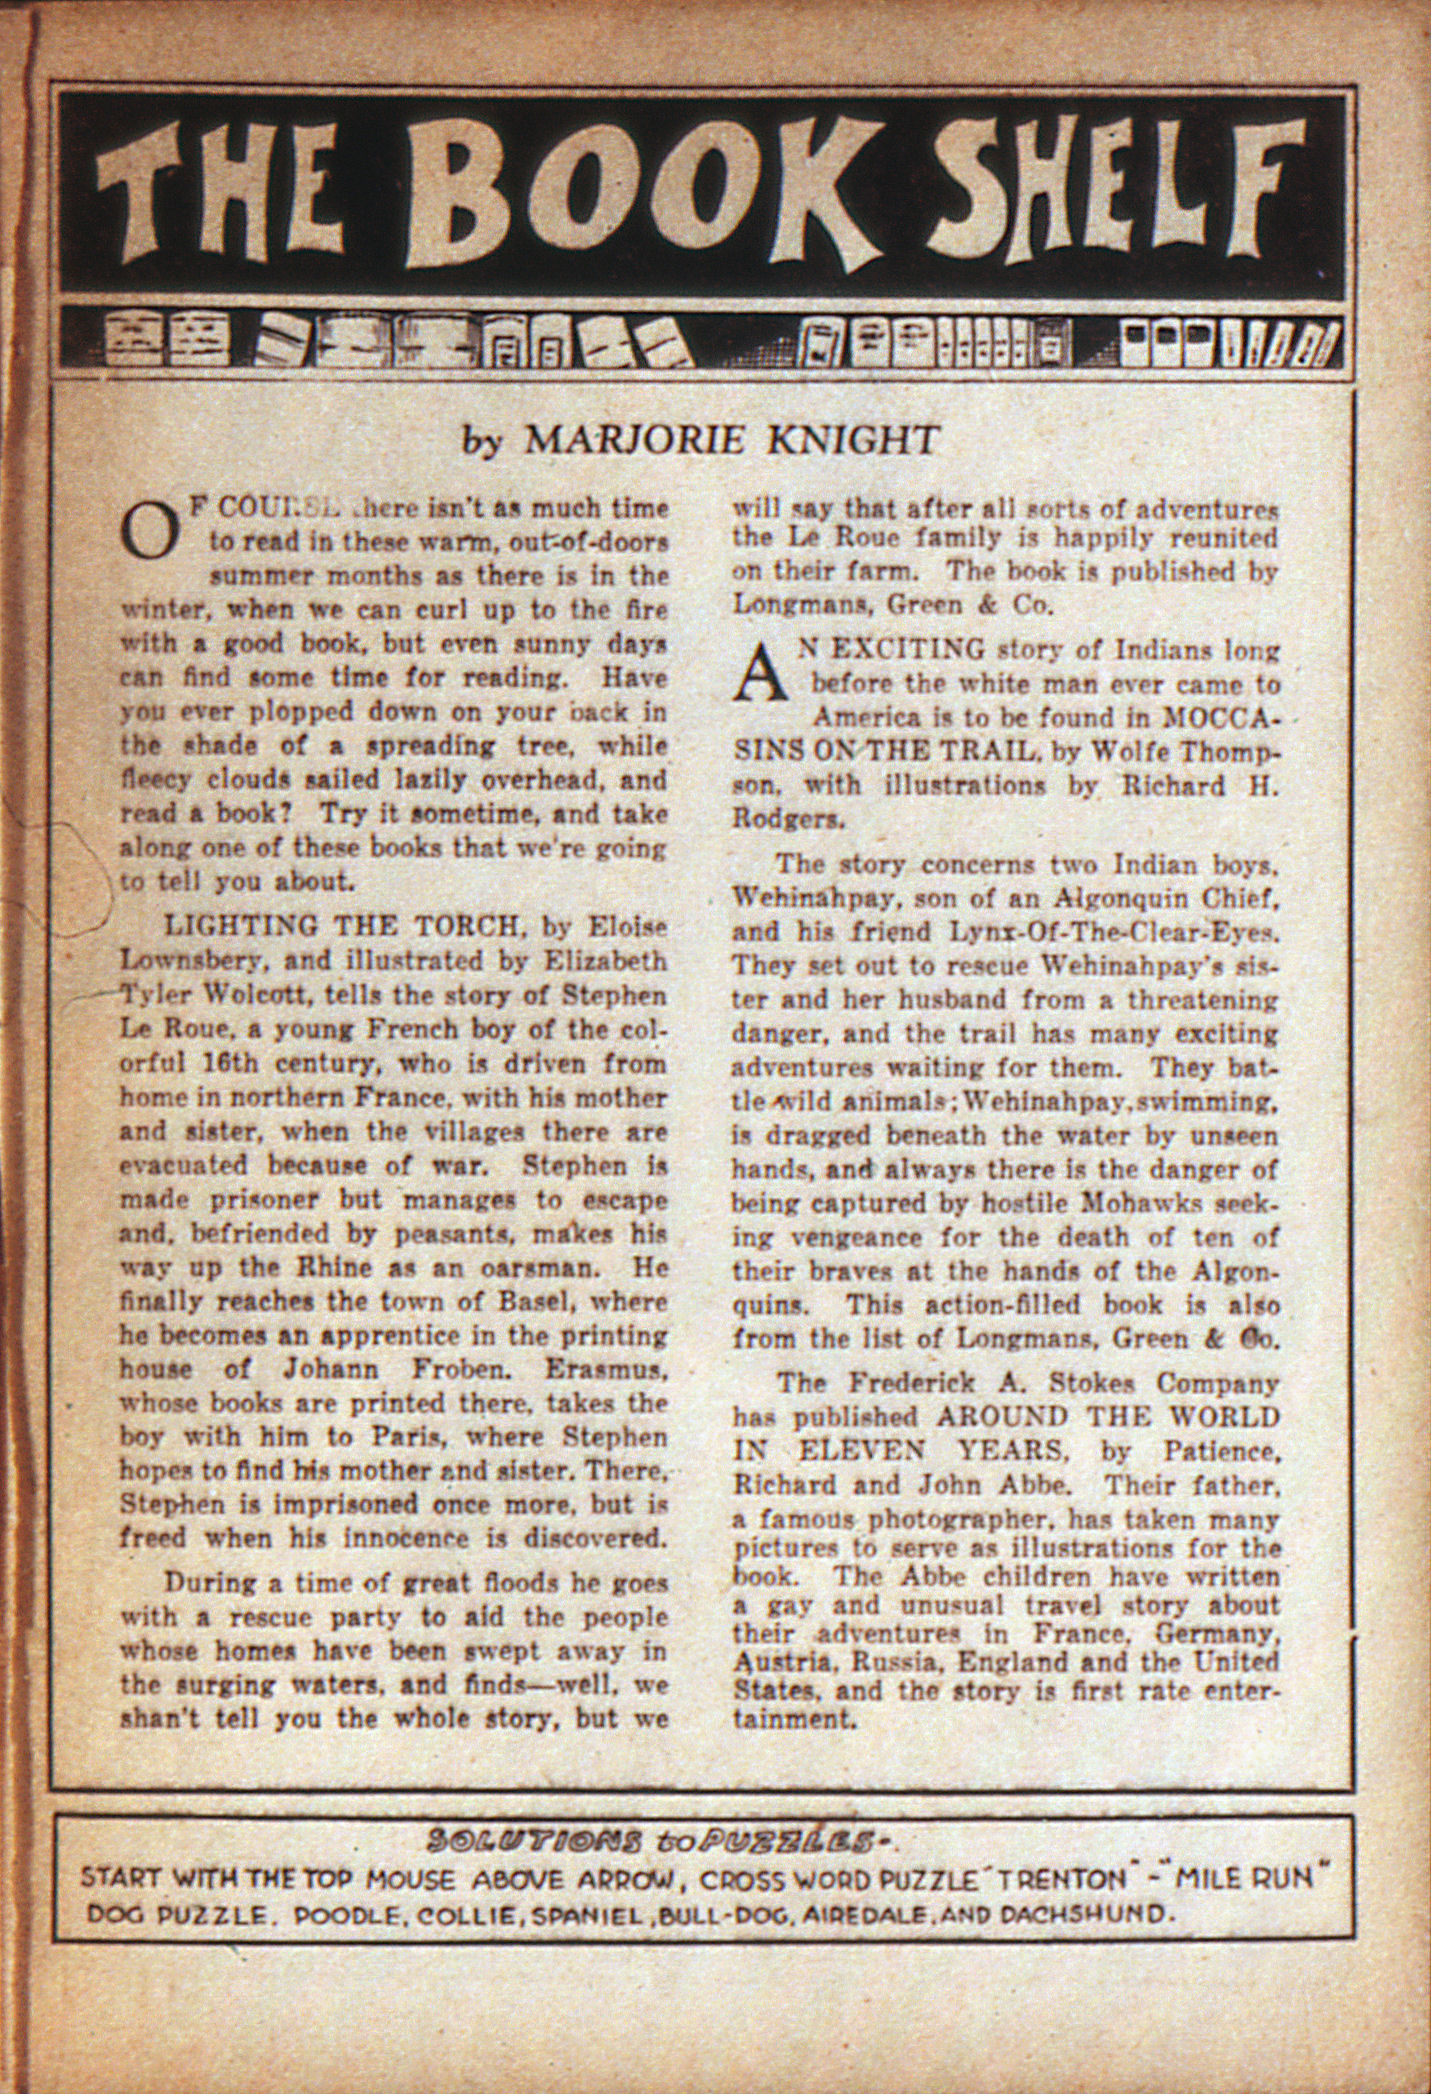 THE BOOK SHELF
by MARJORIE KNIGHT
OF COURSE there isn't as much time
to read in these warm, out-of-doors
summer months as there is in the
winter, when we can curl up to the fire
with a good book, but even sunny days
can find some time for reading. Have
you ever plopped down on your back in
the shade of a spreading tree, while
fleecy clouds sailed lazily overhead, and
read a book? Try it sometime, and take
along one of these books that we're going
to tell you about.
LIGHTING THE TORCH, by Eloise
Lownsbery, and illustrated by Elizabeth
Tyler Wolcott, tells the story of Stephen
Le Roue, a young French boy of the col-
orful 16th century, who is driven from
home in northern France, with his mother
and sister, when the villages there are
evacuated because of war. Stephen is
made prisoner but manages to escape
and, befriended by peasants, makes his
way up the Rhine as an oarsman. He
finally reaches the town of Basel, where
he becomes an apprentice in the printing
house of Johann Froben. Erasmus,
whose books are printed there, takes the
boy with him to Paris, where Stephen
hopes to find his mother and sister. There,
Stephen is imprisoned once more, but is
freed when his innocence is discovered.
During a time of great floods he goes
with a rescue party to aid the people
whose homes have been swept away in
the surging waters, and finds—well, we
shan't tell you the whole story, but we
will say that after all sorts of adventures
the Le Roue family is happily reunited
on their farm. The book is published by
Longmans, Green & Co.
AN EXCITING story of Indians long
before the white man ever came to
America is to be found in MOCCA-
SINS ON THE TRAIL, by Wolfe Thomp-
son, with illustrations by Richard H.
Rodgers.
The story concerns two Indian boys,
Wehinahpay, son of an Algonquin Chief,
and his friend Lynx-Of-The-Clear-Eyes.
They set out to rescue Wehinahpay's sis-
ter and her husband from a threatening
danger, and the trail has many exciting
adventures waiting for them. They bat-
tle wild animals; Wehinahpay, swimming,
is dragged beneath the water by unseen
hands, and always there is the danger of
being captured by hostile Mohawks seek-
ing vengeance for the death of ten of
their braves at the hands of the Algon-
quins. This action-filled book is also
from the list of Longmans, Green & Co.
The Frederick A. Stokes Company
has published AROUND THE WORLD
IN ELEVEN YEARS, by Patience,
Richard and John Abbe. Their father,
a famous photographer, has taken many
pictures to serve as illustrations for the
book. The Abbe children have written
a gay and unusual travel story about
their adventures in France, Germany,
Austria, Russia, England and the United
States, and the story is first rate enter-
tainment.
SOLUTIONS to PUZZLES-
START WITH THE TOP MOUSE ABOVE ARROW, CROSS WORD PUZZLE "TRENTON" - "MILE RUN"
DOG PUZZLE. POODLE, COLLIE, SPANIEL, BULL-DOG, AIREDALE, AND DACHSHUND.